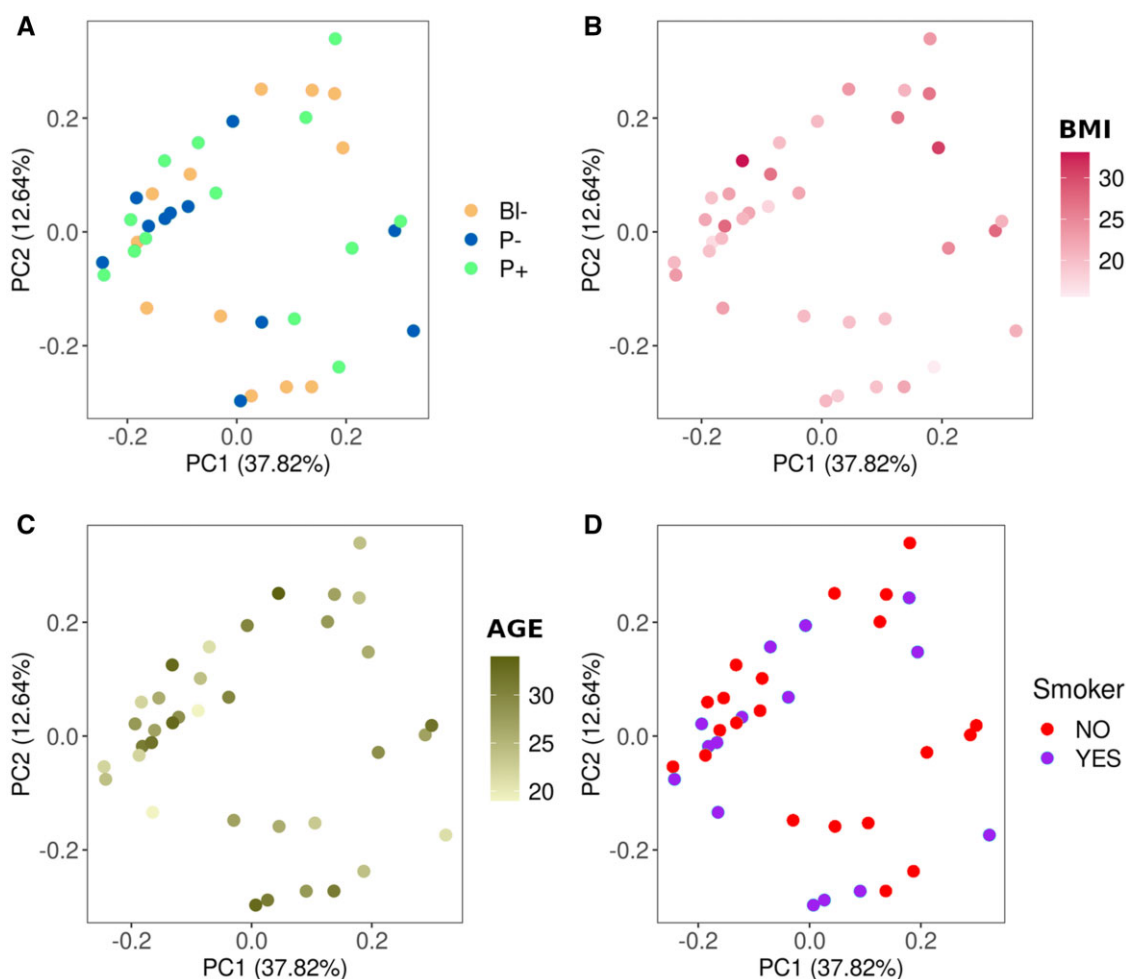 A
0.2
0.0
-0.2
PC2 (12.64%)
-0.2 0.0 0.2
PC1 (37.82%)
Bl-
P-
P+
B
0.2
0.0
-0.2
PC2 (12.64%)
-0.2 0.0 0.2
PC1 (37.82%)
BMI
30
25
20
C
0.2
0.0
-0.2
PC2 (12.64%)
-0.2 0.0 0.2
PC1 (37.82%)
AGE
30
25
20
D
0.2
0.0
-0.2
PC2 (12.64%)
-0.2 0.0 0.2
PC1 (37.82%)
Smoker
NO
YES